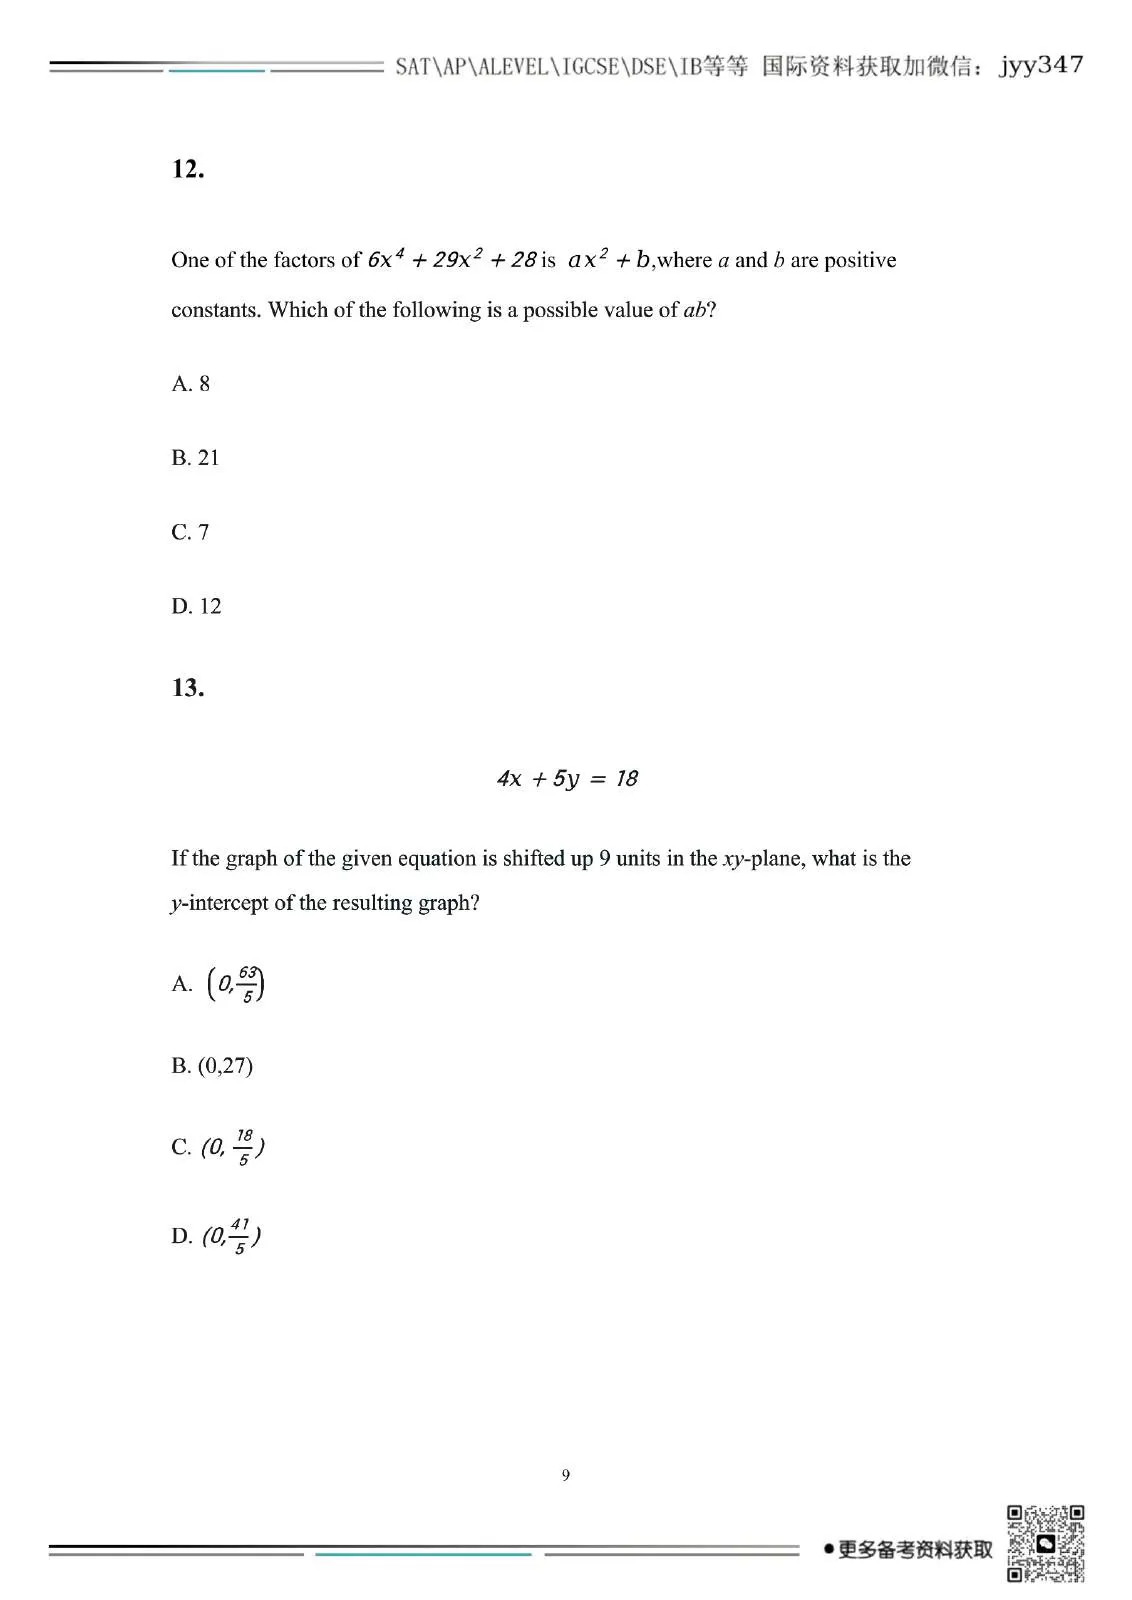 SAT\AP\ALEVEL\IGCSE\DSE\IB等等 国际资料获取加微信：jyy347
12.
One of the factors of 6x⁴ + 29x² + 28 is ax² + b,where a and b are positive
constants. Which of the following is a possible value of ab?
A. 8
B. 21
C. 7
D. 12
13.
4x + 5y = 18
If the graph of the given equation is shifted up 9 units in the xy-plane, what is the
y-intercept of the resulting graph?
A. (0,63/5)
B. (0,27)
C. (0, 18/5)
D. (0,41/5)
9
●更多备考资料获取